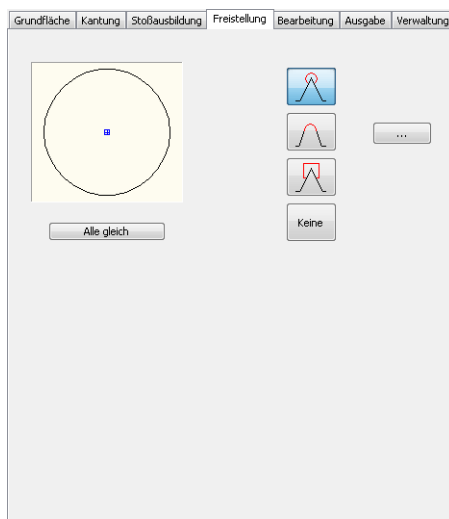 Grundfläche Kantung Stoßausbildung Freistellung Bearbeitung Ausgabe Verwaltung
...
Alle gleich
Keine